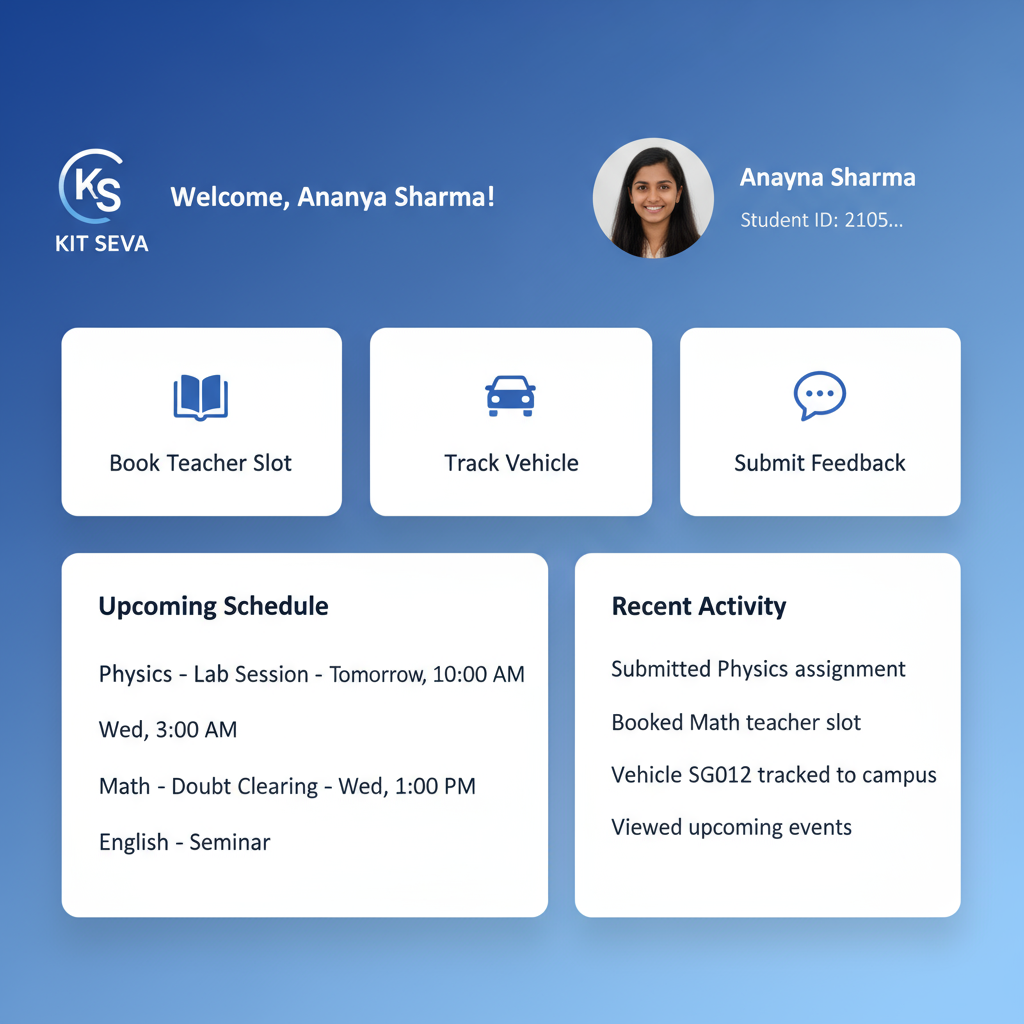 KS
KIT SEVA
Welcome, Ananya Sharma!
Anayna Sharma
Student ID: 2105...
Book Teacher Slot
Track Vehicle
Submit Feedback
Upcoming Schedule
Physics - Lab Session - Tomorrow, 10:00 AM
Wed, 3:00 AM
Math - Doubt Clearing - Wed, 1:00 PM
English - Seminar
Recent Activity
Submitted Physics assignment
Booked Math teacher slot
Vehicle SG012 tracked to campus
Viewed upcoming events